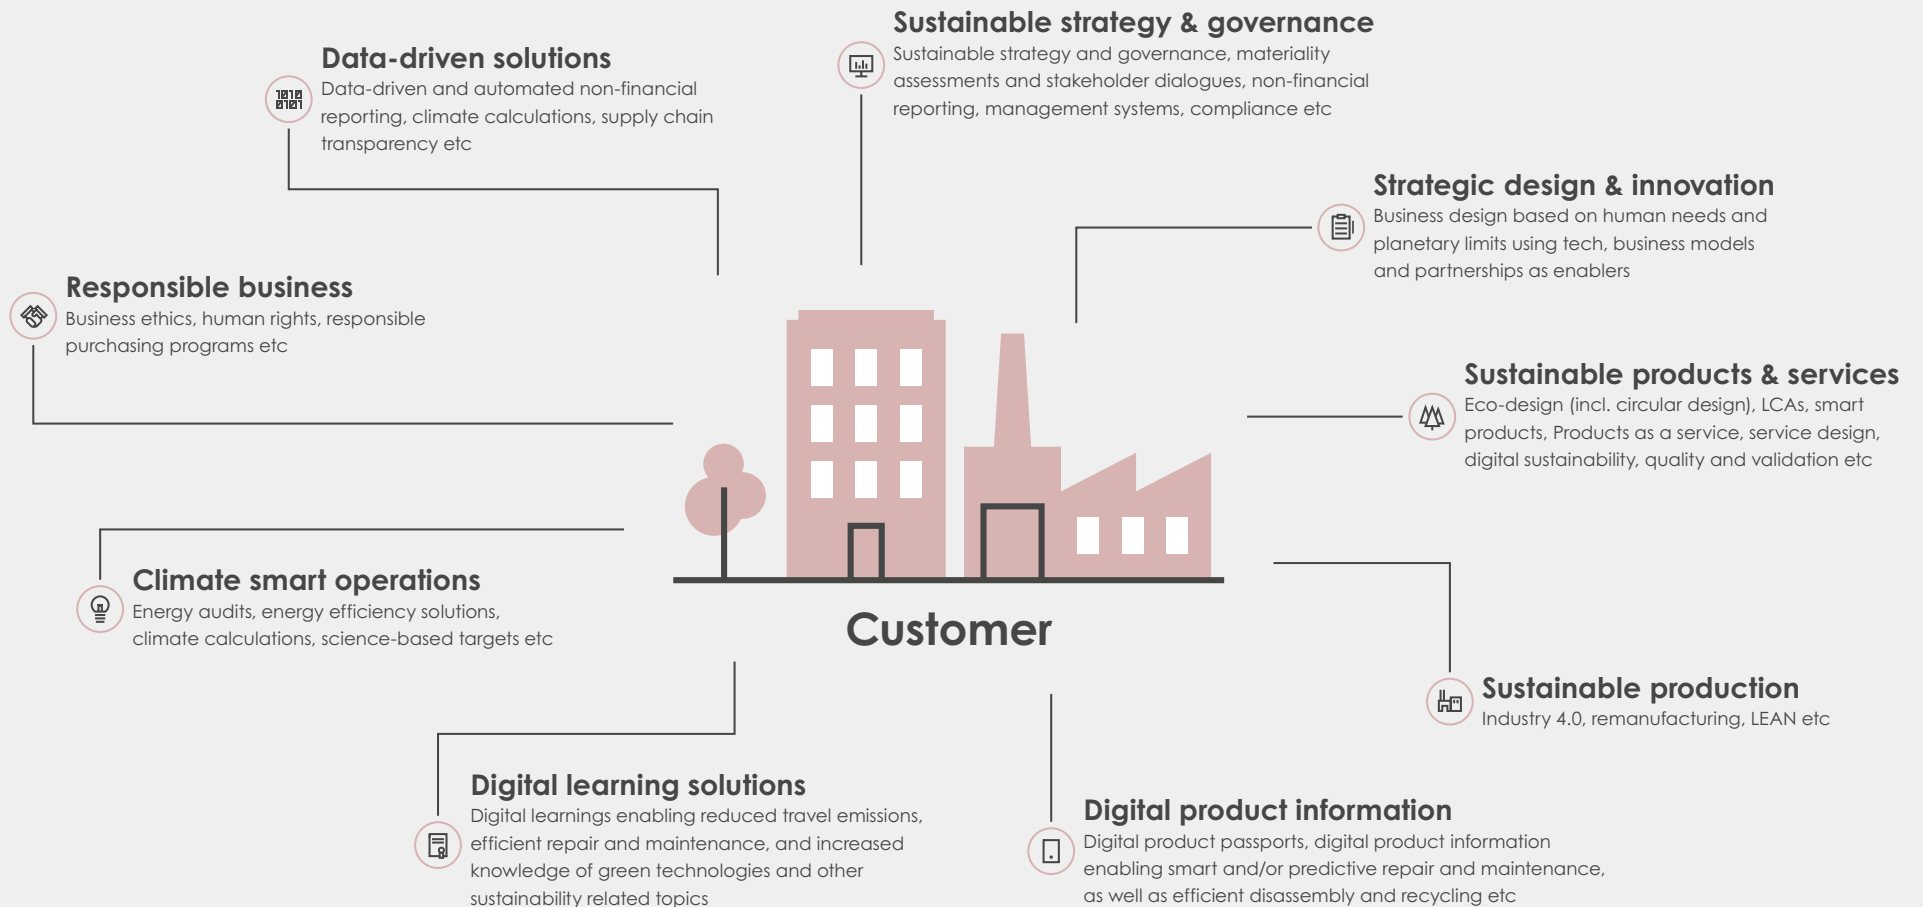 Sustainable strategy & governance
Sustainable strategy and governance, materiality
assessments and stakeholder dialogues, non-financial
reporting, management systems, compliance etc
Data-driven solutions
1010
0101
Data-driven and automated non-financial
reporting, climate calculations, supply chain
transparency etc
Strategic design & innovation
Business design based on human needs and
planetary limits using tech, business models
and partnerships as enablers
Responsible business
Business ethics, human rights, responsible
purchasing programs etc
Sustainable products & services
Eco-design (incl. circular design), LCAs, smart
products, Products as a service, service design,
digital sustainability, quality and validation etc
Climate smart operations
Energy audits, energy efficiency solutions,
climate calculations, science-based targets etc
Customer
Sustainable production
Industry 4.0, remanufacturing, LEAN etc
Digital learning solutions
Digital learnings enabling reduced travel emissions,
efficient repair and maintenance, and increased
knowledge of green technologies and other
sustainability related topics
Digital product information
Digital product passports, digital product information
enabling smart and/or predictive repair and maintenance,
as well as efficient disassembly and recycling etc